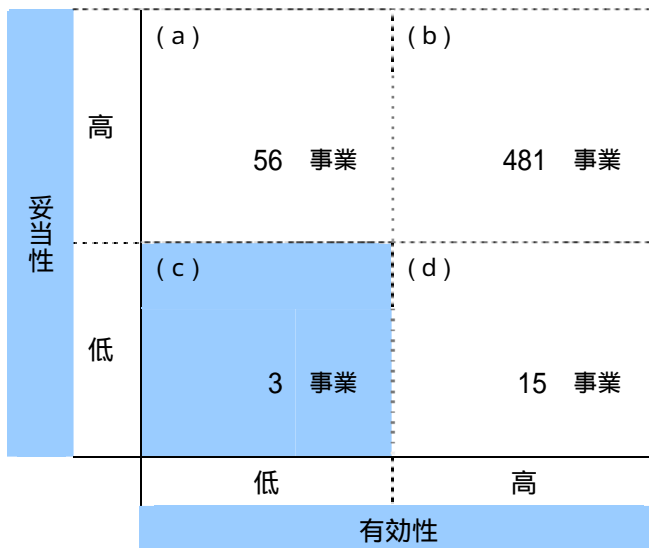 (a)
(b)
高
56 事業
481 事業
妥当性
(c)
(d)
低
3 事業
15 事業
低
高
有効性